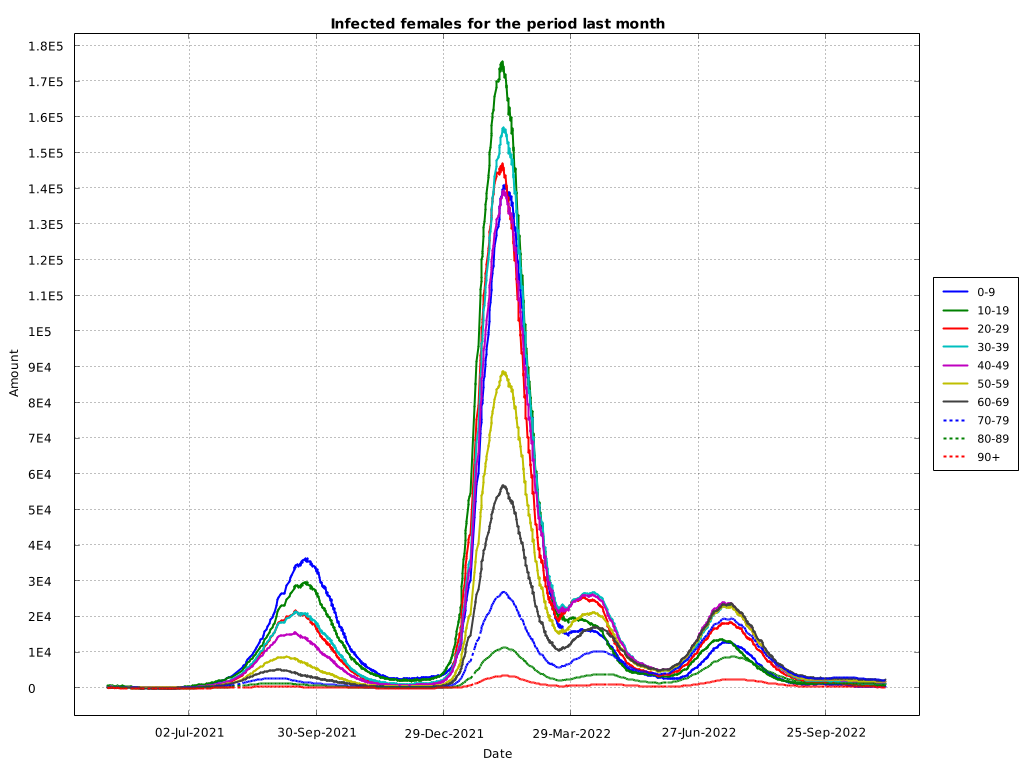 Infected females for the period last month
1.8E5
1.7E5
1.6E5
1.5E5
1.4E5
1.3E5
1.2E5
1.1E5
1E5
9E4
8E4
7E4
6E4
5E4
4E4
3E4
2E4
1E4
0
Amount
02-Jul-2021 30-Sep-2021 29-Dec-2021 29-Mar-2022 27-Jun-2022 25-Sep-2022
Date
0-9
10-19
20-29
30-39
40-49
50-59
60-69
70-79
80-89
90+